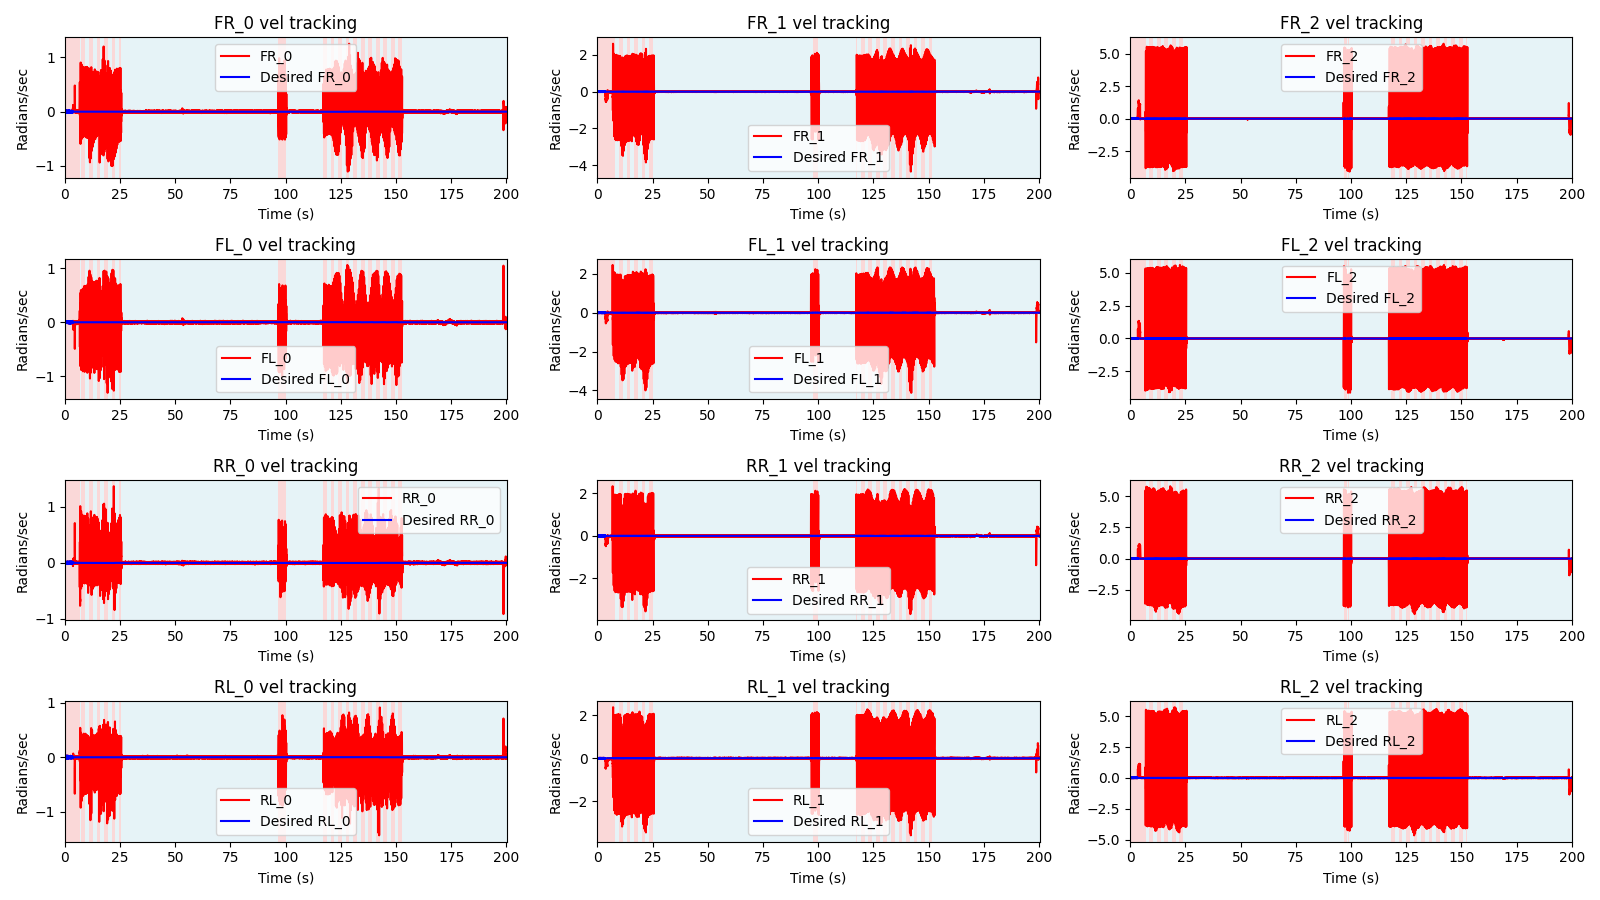 FR_0 vel tracking
Radians/sec
1
0
−1
FR_0
Desired FR_0
0 25 50 75 100 125 150 175 200
Time (s)
FR_1 vel tracking
Radians/sec
2
0
−2
−4
FR_1
Desired FR_1
0 25 50 75 100 125 150 175 200
Time (s)
FR_2 vel tracking
Radians/sec
5.0
2.5
0.0
−2.5
FR_2
Desired FR_2
0 25 50 75 100 125 150 175 200
Time (s)
FL_0 vel tracking
Radians/sec
1
0
−1
FL_0
Desired FL_0
0 25 50 75 100 125 150 175 200
Time (s)
FL_1 vel tracking
Radians/sec
2
0
−2
−4
FL_1
Desired FL_1
0 25 50 75 100 125 150 175 200
Time (s)
FL_2 vel tracking
Radians/sec
5.0
2.5
0.0
−2.5
FL_2
Desired FL_2
0 25 50 75 100 125 150 175 200
Time (s)
RR_0 vel tracking
Radians/sec
1
0
−1
RR_0
Desired RR_0
0 25 50 75 100 125 150 175 200
Time (s)
RR_1 vel tracking
Radians/sec
2
0
−2
RR_1
Desired RR_1
0 25 50 75 100 125 150 175 200
Time (s)
RR_2 vel tracking
Radians/sec
5.0
2.5
0.0
−2.5
RR_2
Desired RR_2
0 25 50 75 100 125 150 175 200
Time (s)
RL_0 vel tracking
Radians/sec
1
0
−1
RL_0
Desired RL_0
0 25 50 75 100 125 150 175 200
Time (s)
RL_1 vel tracking
Radians/sec
2
0
−2
RL_1
Desired RL_1
0 25 50 75 100 125 150 175 200
Time (s)
RL_2 vel tracking
Radians/sec
5.0
2.5
0.0
−2.5
−5.0
RL_2
Desired RL_2
0 25 50 75 100 125 150 175 200
Time (s)